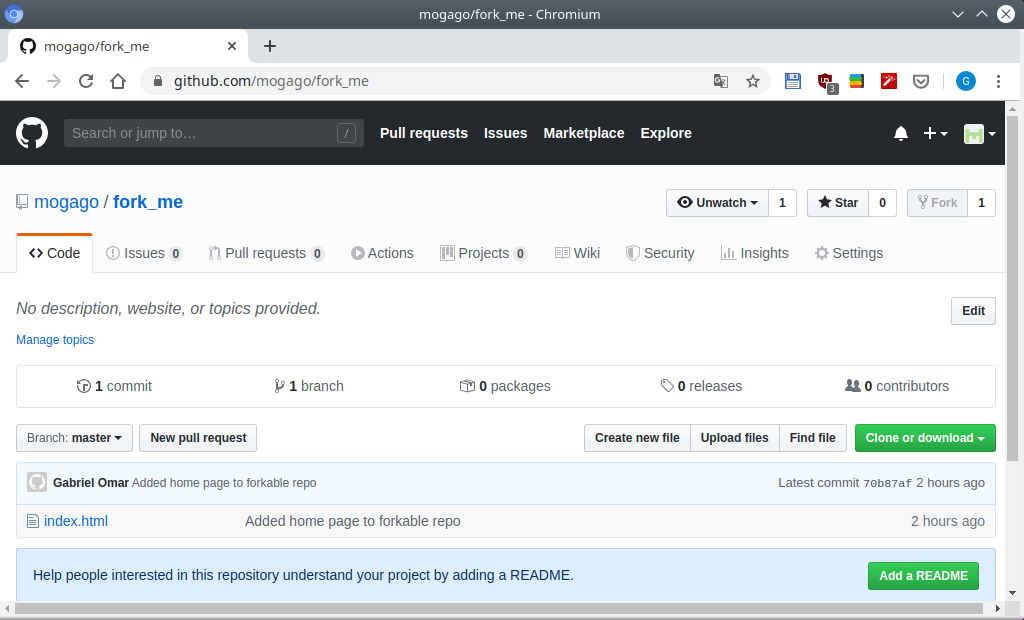 mogago/fork_me - Chromium
mogago/fork_me
github.com/mogago/fork_me
3
G
Search or jump to… /
Pull requests Issues Marketplace Explore
mogago / fork_me
Unwatch 1 Star 0 Fork 1
Code Issues 0 Pull requests 0 Actions Projects 0 Wiki Security Insights Settings
No description, website, or topics provided.
Edit
Manage topics
1 commit 1 branch 0 packages 0 releases 0 contributors
Branch: master New pull request Create new file Upload files Find file Clone or download
Gabriel Omar Added home page to forkable repo Latest commit 70b87af 2 hours ago
index.html Added home page to forkable repo 2 hours ago
Help people interested in this repository understand your project by adding a README. Add a README